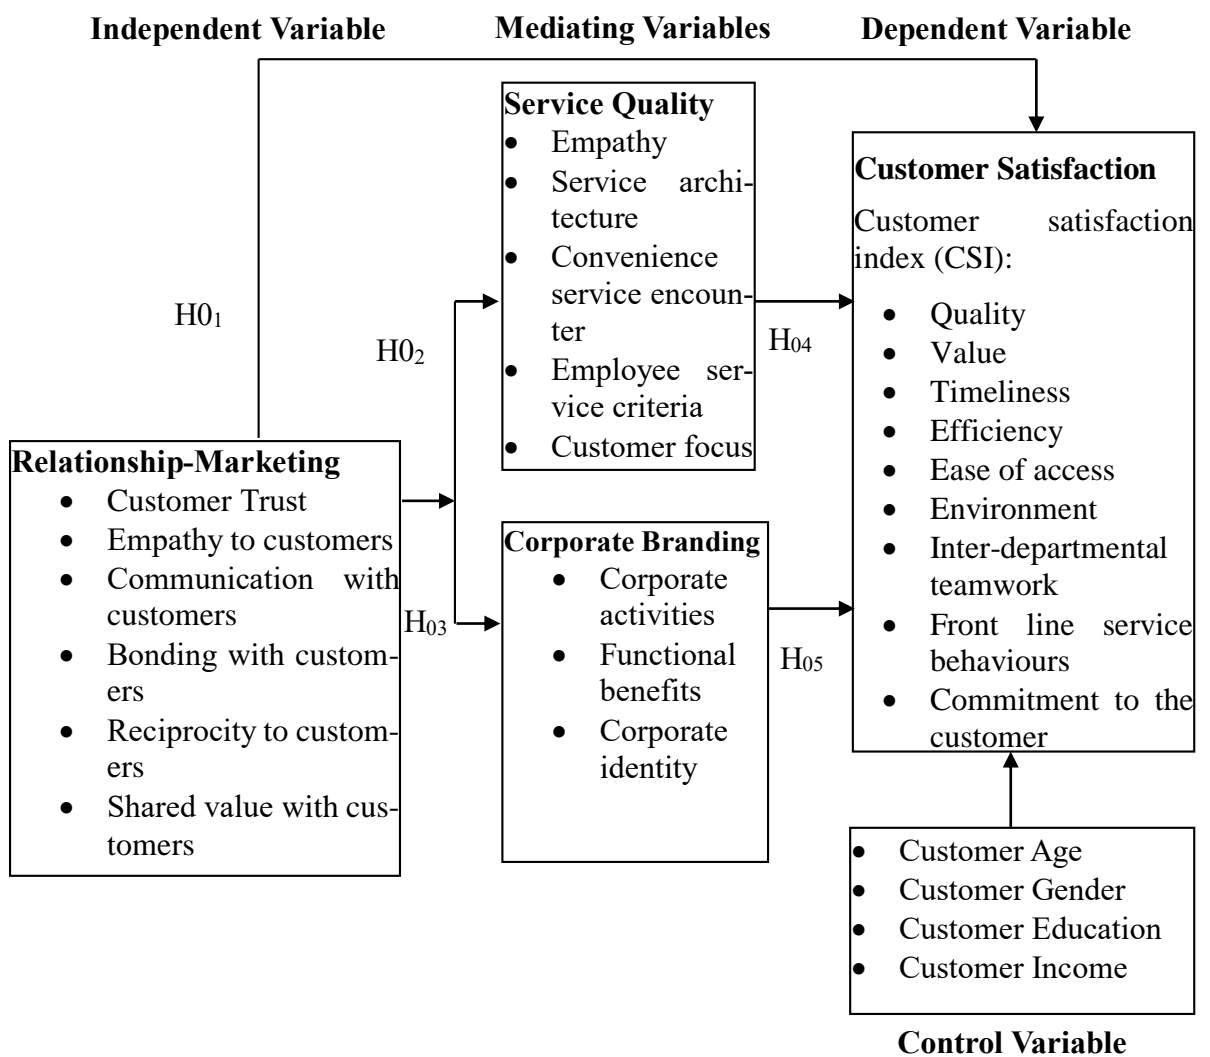 Independent Variable
Mediating Variables
Dependent Variable
Service Quality
• Empathy
• Service archi-
tecture
• Convenience
service encoun-
ter
• Employee ser-
vice criteria
• Customer focus
Customer Satisfaction
Customer satisfaction
index (CSI):
• Quality
• Value
• Timeliness
• Efficiency
• Ease of access
• Environment
• Inter-departmental
teamwork
• Front line service
behaviours
• Commitment to the
customer
H0₁
H0₂
H₀₄
Relationship-Marketing
• Customer Trust
• Empathy to customers
• Communication with
customers
• Bonding with custom-
ers
• Reciprocity to custom-
ers
• Shared value with cus-
tomers
H₀₃
Corporate Branding
• Corporate
activities
• Functional
benefits
• Corporate
identity
H₀₅
• Customer Age
• Customer Gender
• Customer Education
• Customer Income
Control Variable